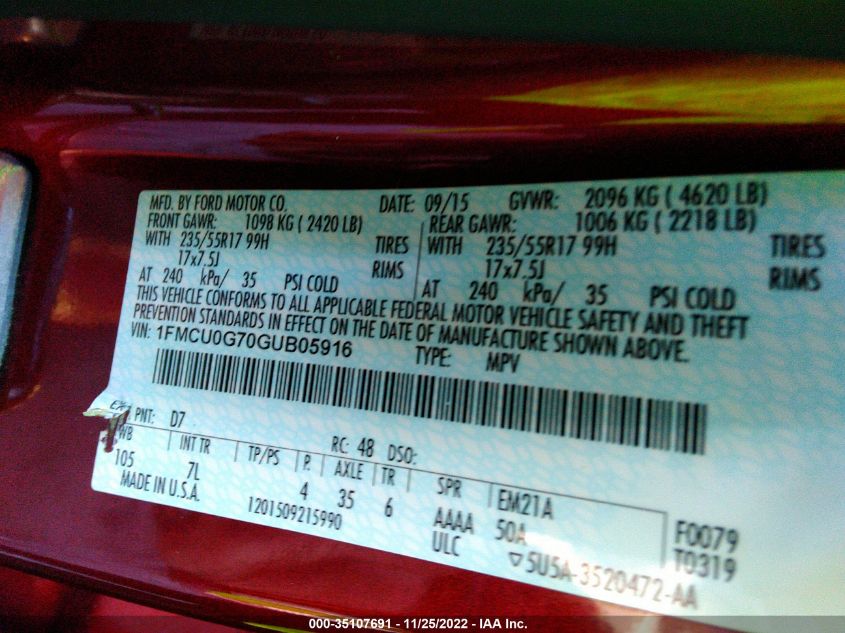 MFD. BY FORD MOTOR CO. DATE: 09/15 GVWR: 2096 KG ( 4620 LB)
FRONT GAWR: 1098 KG ( 2420 LB) REAR GAWR: 1006 KG ( 2218 LB)
WITH 235/55R17 99H TIRES WITH 235/55R17 99H TIRES
17x7.5J RIMS 17x7.5J RIMS
AT 240 kPa/ 35 PSI COLD AT 240 kPa/ 35 PSI COLD
THIS VEHICLE CONFORMS TO ALL APPLICABLE FEDERAL MOTOR VEHICLE SAFETY AND THEFT
PREVENTION STANDARDS IN EFFECT ON THE DATE OF MANUFACTURE SHOWN ABOVE.
VIN: 1FMCU0G70GUB05916 TYPE: MPV
EXT PNT: D7 RC: 48 DSO:
WB INT TR TP/PS R AXLE TR SPR EM21A
105 7L 4 35 6 AAAA 50A F0079
MADE IN U.S.A. 1201509215990 ULC T0319
▽5U5A-3520472-AA
000-35107691 - 11/25/2022 - IAA Inc.